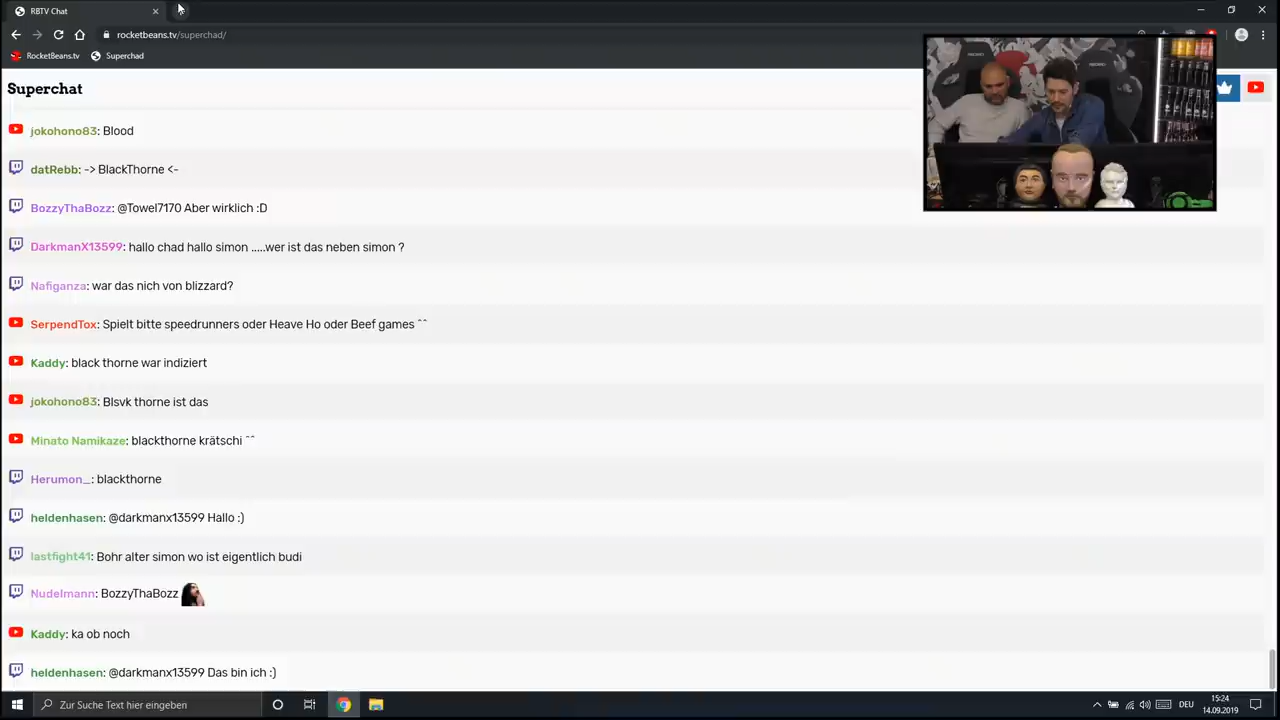 RBTV Chat
rocketbeans.tv/superchad/
RocketBeans.tv
Superchad
Superchat
jokohono83: Blood
datRebb: -> BlackThorne <-
BozzyThaBozz: @Towel7170 Aber wirklich :D
DarkmanX13599: hallo chad hallo simon .....wer ist das neben simon ?
Nafiganza: war das nich von blizzard?
SerpendTox: Spielt bitte speedrunners oder Heave Ho oder Beef games ^^
Kaddy: black thorne war indiziert
jokohono83: Blsvk thorne ist das
Minato Namikaze: blackthorne krätschi ^^
Herumon_: blackthorne
heldenhasen: @darkmanx13599 Hallo :)
lastfight41: Bohr alter simon wo ist eigentlich budi
Nudelmann: BozzyThaBozz
Kaddy: ka ob noch
heldenhasen: @darkmanx13599 Das bin ich :)
Zur Suche Text hier eingeben
DEU
15:24
14.09.2019